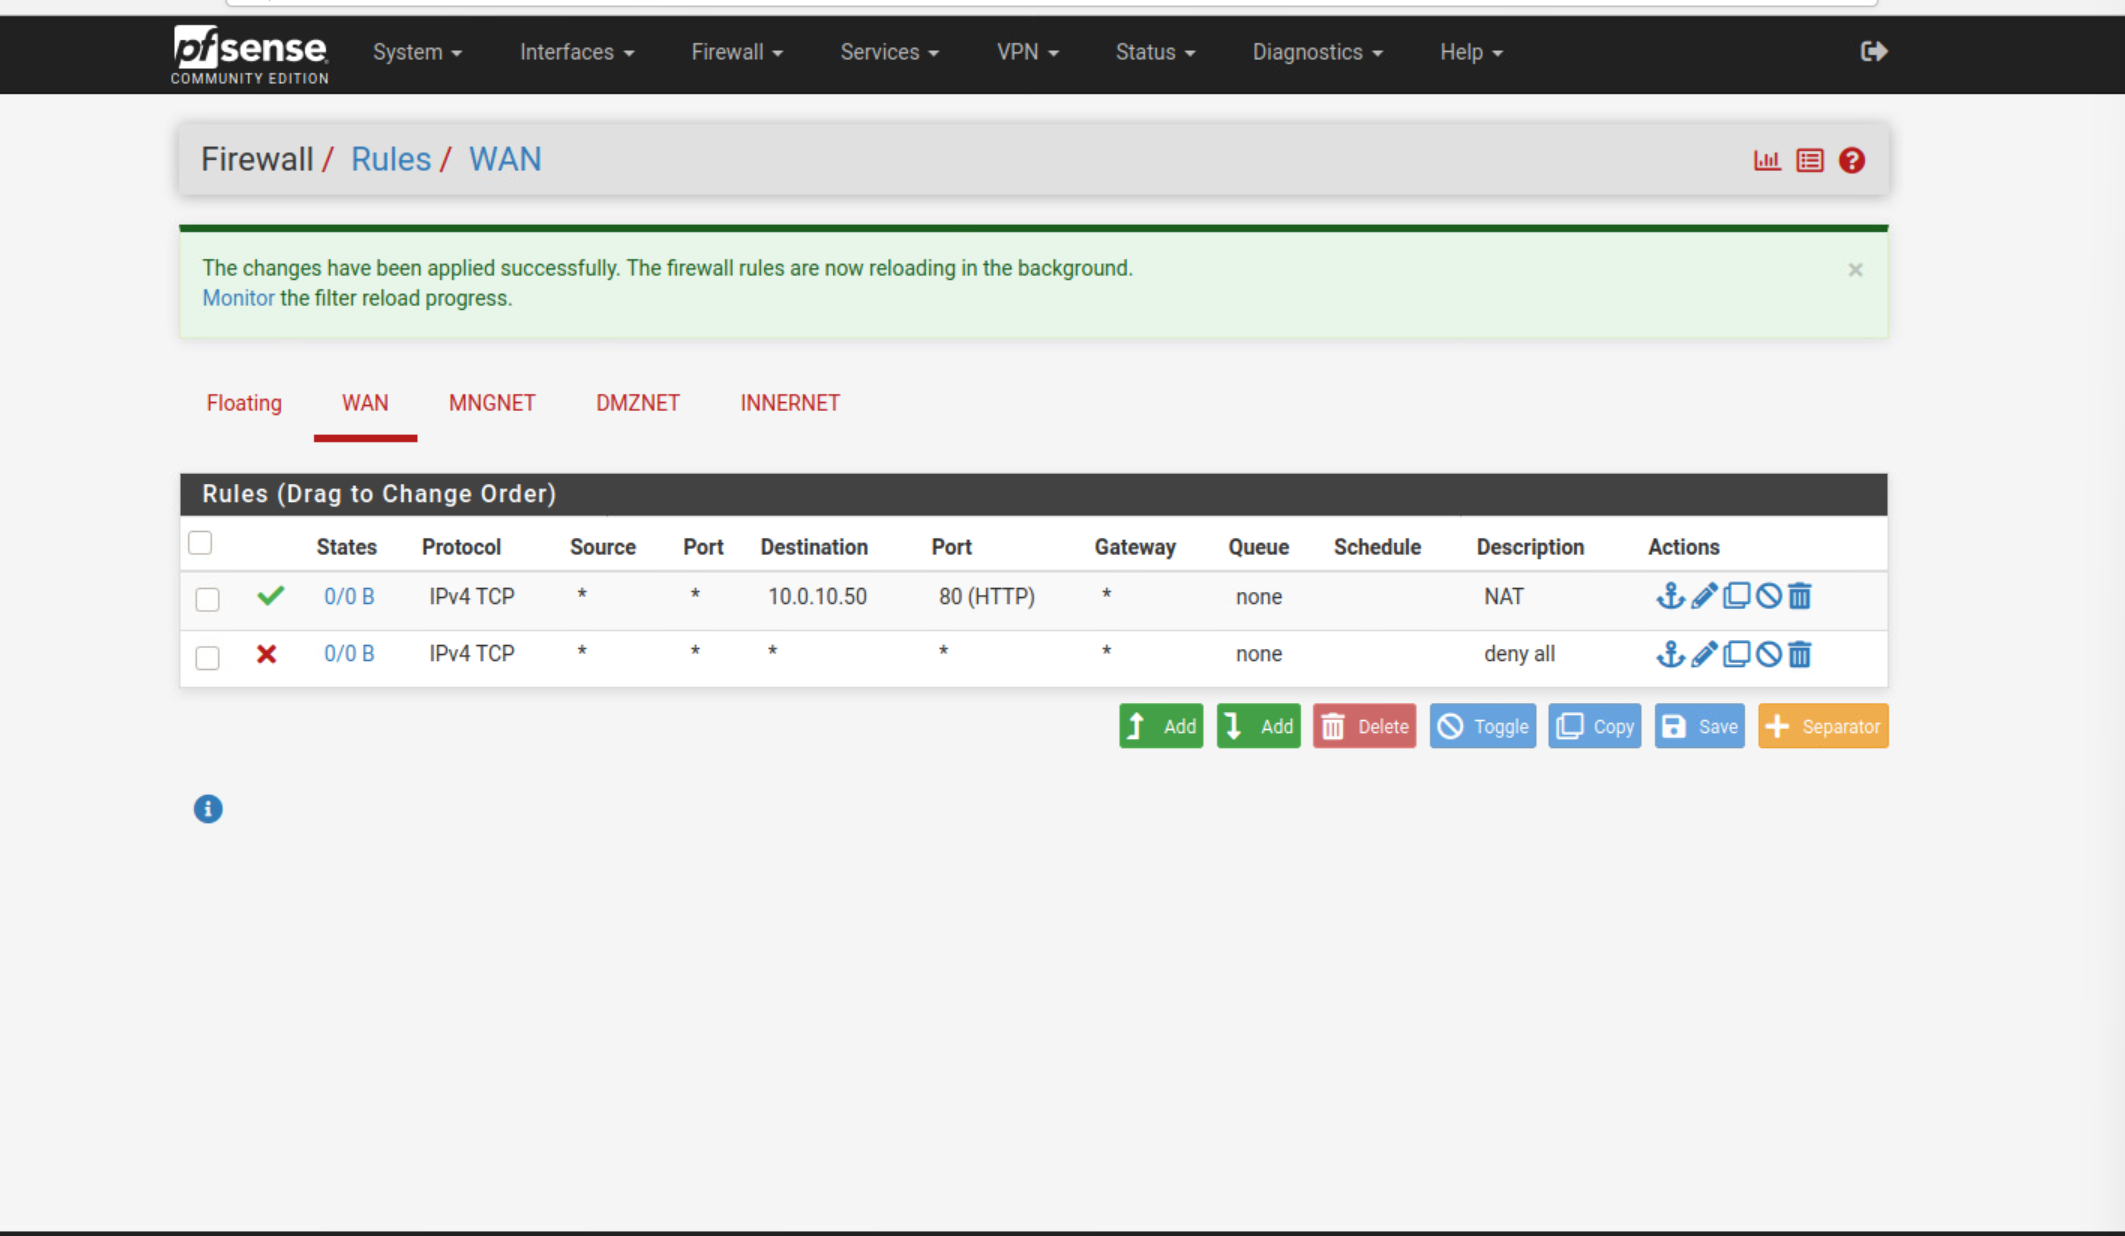 pfsense
COMMUNITY EDITION
System Interfaces Firewall Services VPN Status Diagnostics Help
Firewall / Rules / WAN
The changes have been applied successfully. The firewall rules are now reloading in the background.
Monitor the filter reload progress.
×
Floating WAN MNGNET DMZNET INNERNET
Rules (Drag to Change Order)
States Protocol Source Port Destination Port Gateway Queue Schedule Description Actions
0/0 B IPv4 TCP * * 10.0.10.50 80 (HTTP) * none NAT
0/0 B IPv4 TCP * * * * * none deny all
Add Add Delete Toggle Copy Save Separator